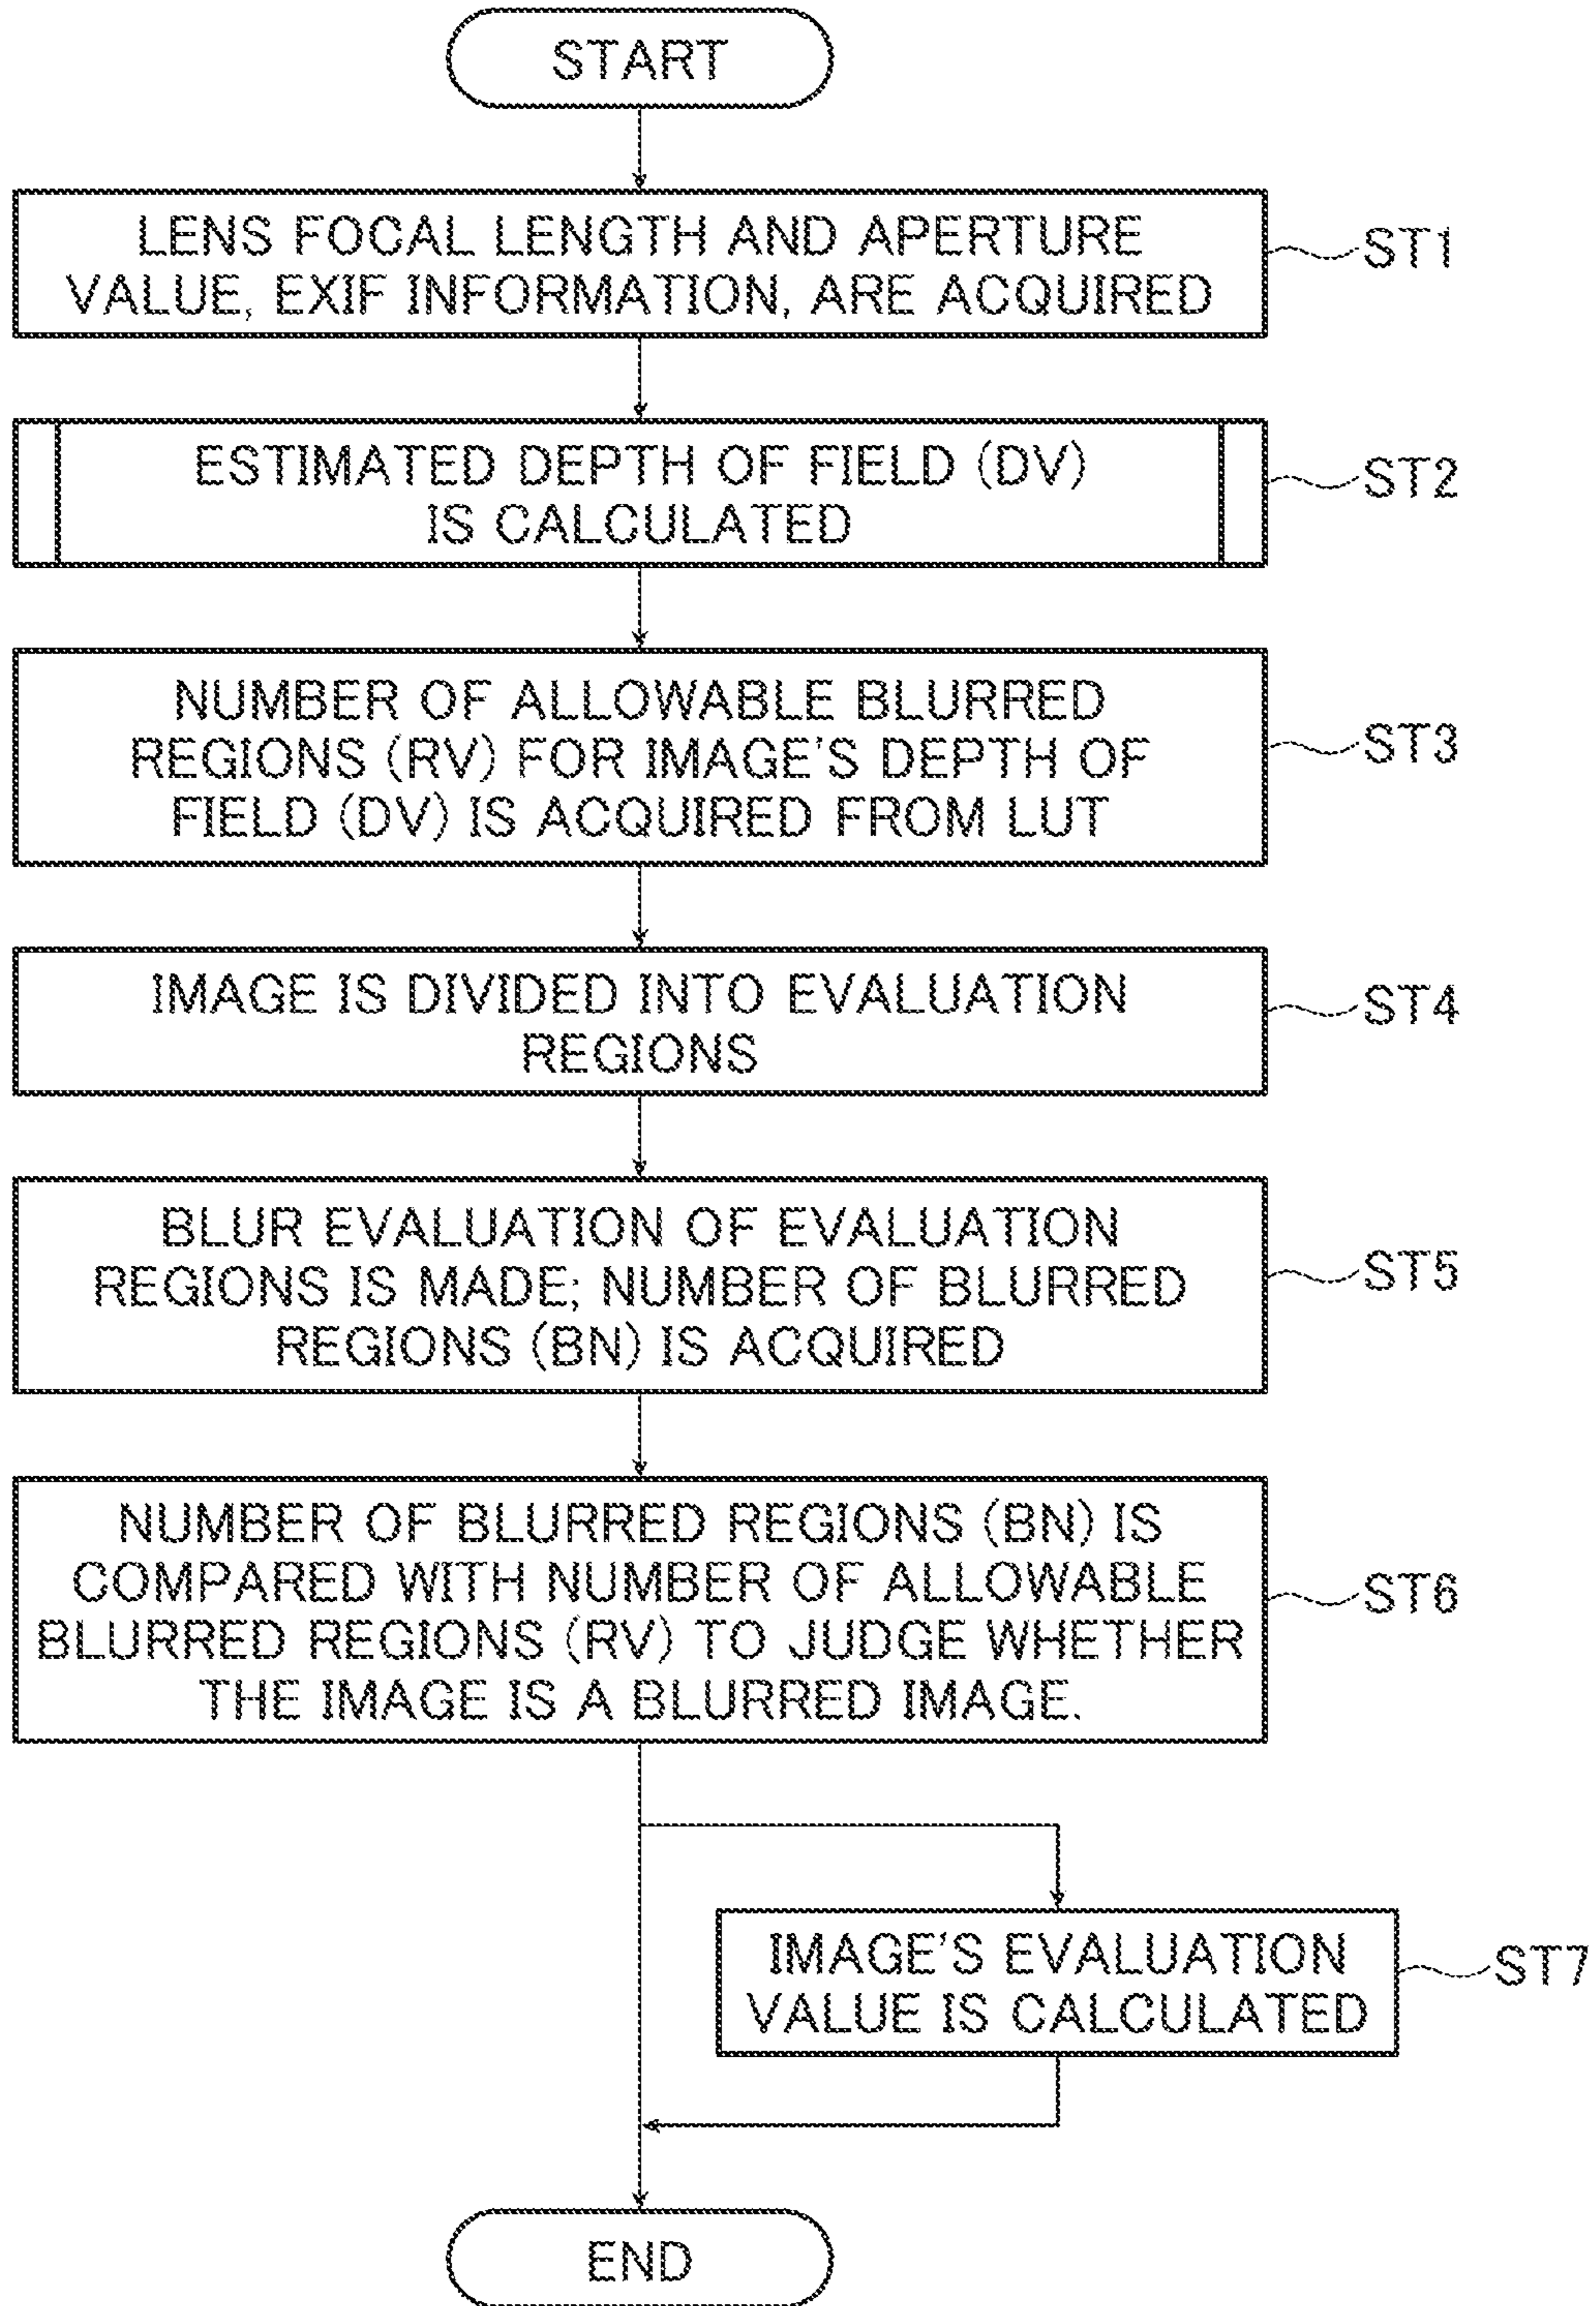 START
LENS FOCAL LENGTH AND APERTURE
VALUE, EXIF INFORMATION, ARE ACQUIRED
ST1
ESTIMATED DEPTH OF FIELD (DV)
IS CALCULATED
ST2
NUMBER OF ALLOWABLE BLURRED
REGIONS (RV) FOR IMAGE'S DEPTH OF
FIELD (DV) IS ACQUIRED FROM LUT
ST3
IMAGE IS DIVIDED INTO EVALUATION
REGIONS
ST4
BLUR EVALUATION OF EVALUATION
REGIONS IS MADE; NUMBER OF BLURRED
REGIONS (BN) IS ACQUIRED
ST5
NUMBER OF BLURRED REGIONS (BN) IS
COMPARED WITH NUMBER OF ALLOWABLE
BLURRED REGIONS (RV) TO JUDGE WHETHER
THE IMAGE IS A BLURRED IMAGE.
ST6
IMAGE'S EVALUATION
VALUE IS CALCULATED
ST7
END